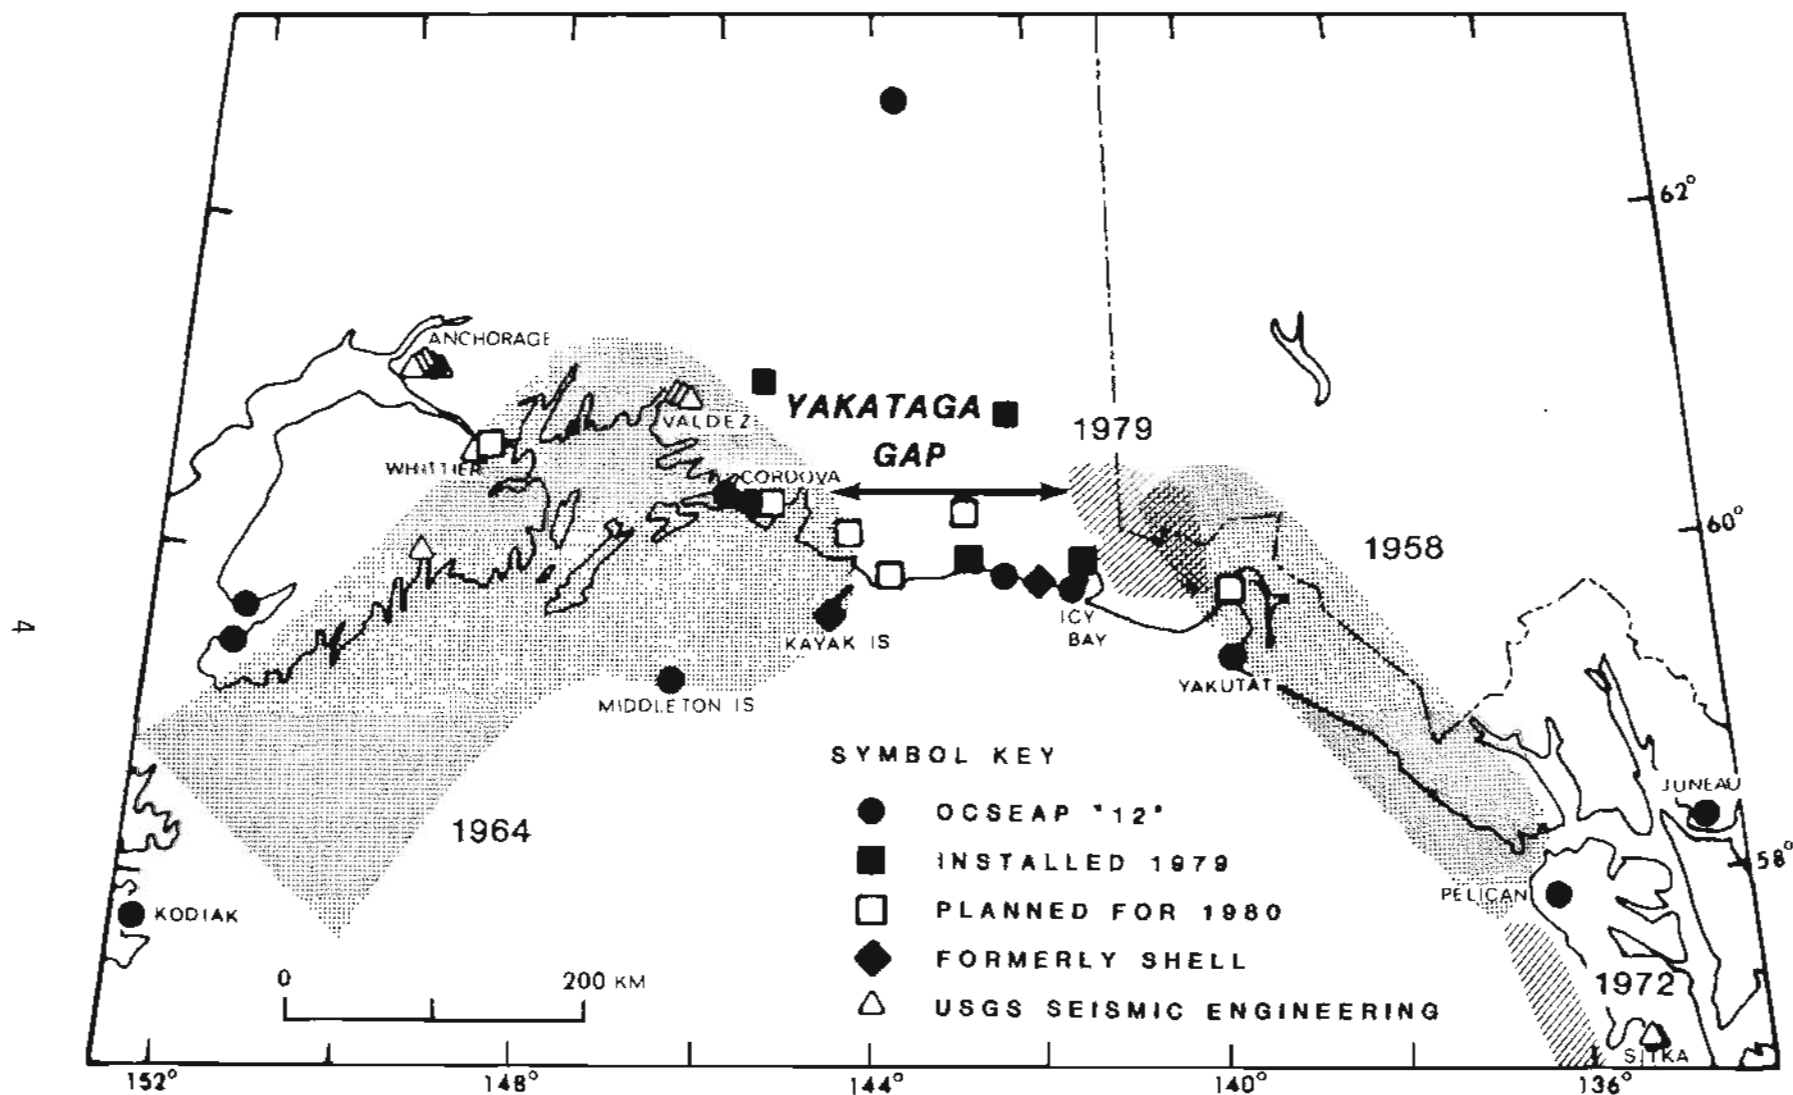 62°
ANCHORAGE
YAKATAGA
GAP
VALDEZ
1979
WHITTIER
CORDOVA
60°
1958
ICY
BAY
KAYAK IS
YAKUTAT
MIDDLETON IS
4
SYMBOL KEY
JUNEAU
OCSEAP "12"
1964
INSTALLED 1979
58°
PELICAN
PLANNED FOR 1980
KODIAK
FORMERLY SHELL
0 200 KM
1972
USGS SEISMIC ENGINEERING
SITKA
152° 148° 144° 140° 136°